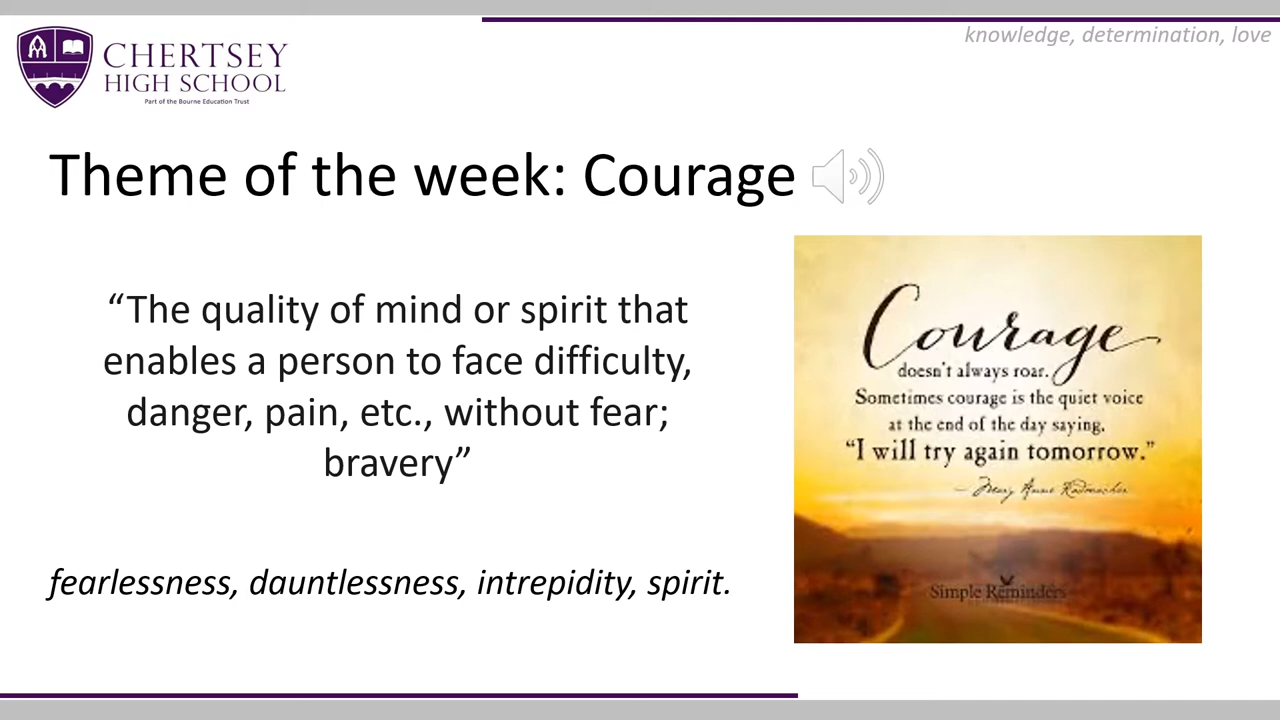 knowledge, determination, love
CHERTSEY
HIGH SCHOOL
Part of the Bourne Education Trust
Theme of the week: Courage
“The quality of mind or spirit that
enables a person to face difficulty,
danger, pain, etc., without fear;
bravery”
fearlessness, dauntlessness, intrepidity, spirit.
Courage
doesn't always roar.
Sometimes courage is the quiet voice
at the end of the day saying,
“I will try again tomorrow.”
— Mary Anne Radmacher
Simple Reminders